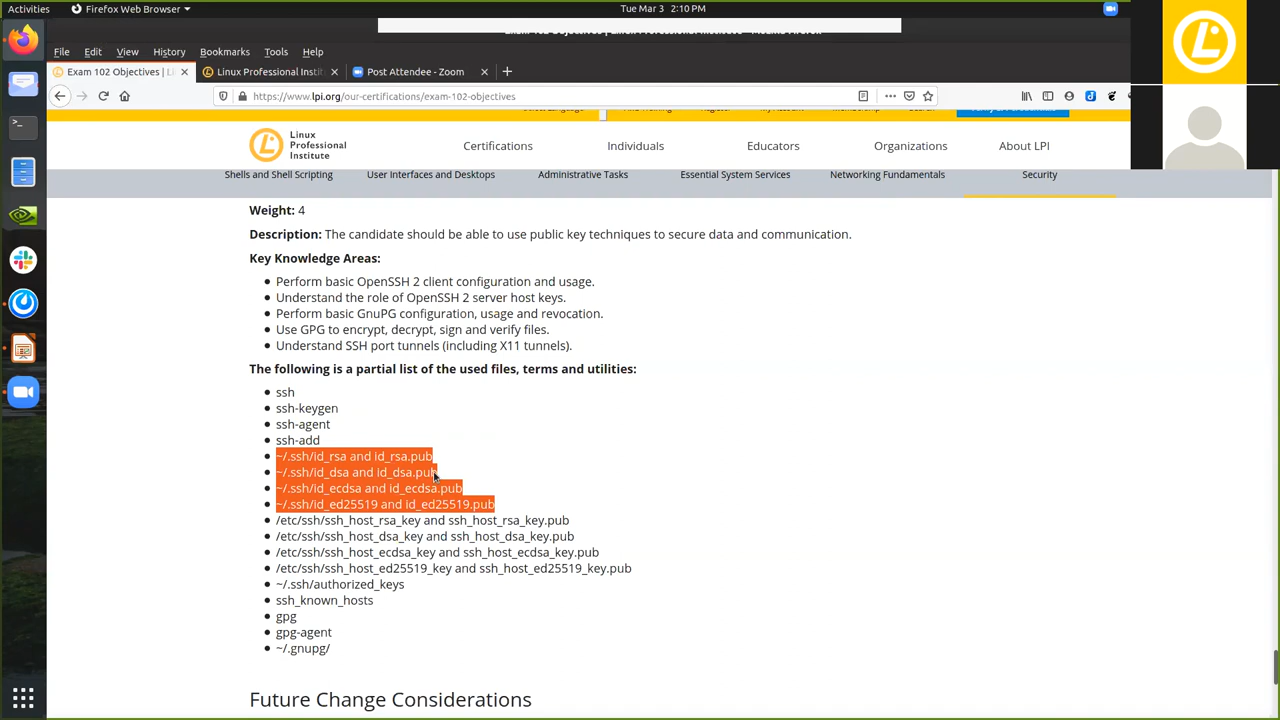 Activities
Firefox Web Browser
Tue Mar 3 2:10 PM
File Edit View History Bookmarks Tools Help
Exam 102 Objectives | Li
Linux Professional Instit
Post Attendee - Zoom
https://www.lpi.org/our-certifications/exam-102-objectives
Linux
Professional
Institute
Certifications
Individuals
Educators
Organizations
About LPI
Shells and Shell Scripting
User Interfaces and Desktops
Administrative Tasks
Essential System Services
Networking Fundamentals
Security
Weight: 4
Description: The candidate should be able to use public key techniques to secure data and communication.
Key Knowledge Areas:
Perform basic OpenSSH 2 client configuration and usage.
Understand the role of OpenSSH 2 server host keys.
Perform basic GnuPG configuration, usage and revocation.
Use GPG to encrypt, decrypt, sign and verify files.
Understand SSH port tunnels (including X11 tunnels).
The following is a partial list of the used files, terms and utilities:
ssh
ssh-keygen
ssh-agent
ssh-add
~/.ssh/id_rsa and id_rsa.pub
~/.ssh/id_dsa and id_dsa.pub
~/.ssh/id_ecdsa and id_ecdsa.pub
~/.ssh/id_ed25519 and id_ed25519.pub
/etc/ssh/ssh_host_rsa_key and ssh_host_rsa_key.pub
/etc/ssh/ssh_host_dsa_key and ssh_host_dsa_key.pub
/etc/ssh/ssh_host_ecdsa_key and ssh_host_ecdsa_key.pub
/etc/ssh/ssh_host_ed25519_key and ssh_host_ed25519_key.pub
~/.ssh/authorized_keys
ssh_known_hosts
gpg
gpg-agent
~/.gnupg/
Future Change Considerations